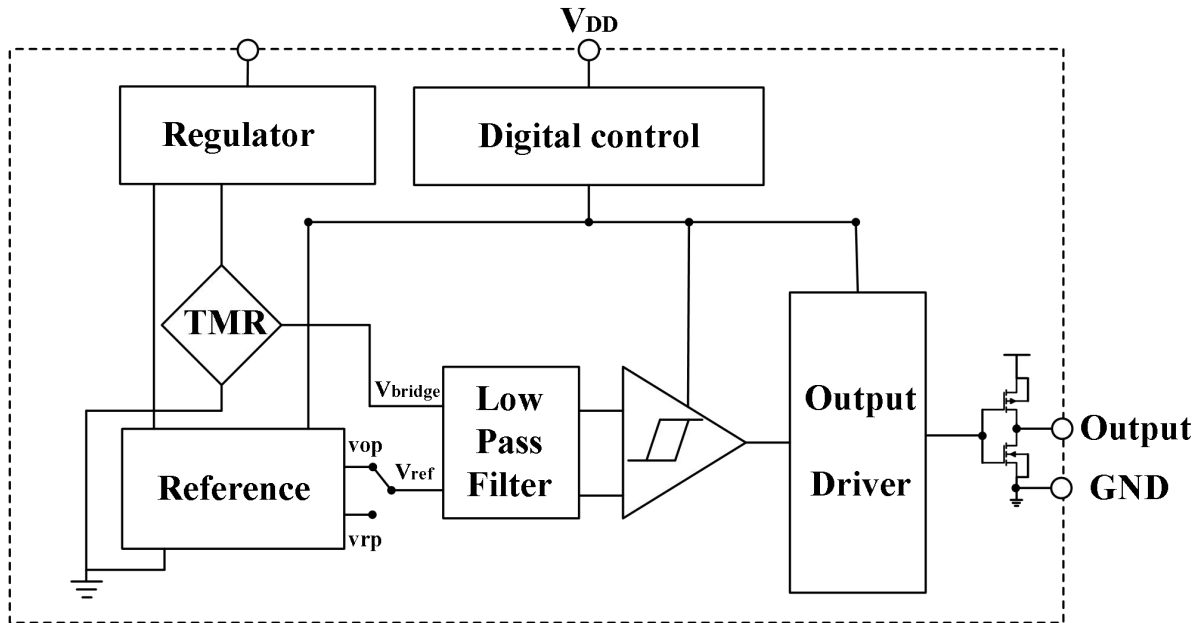 VDD
Regulator
Digital control
TMR
Vbridge
Low
Pass
Filter
Output
Driver
Output
GND
vop
Vref
Reference
vrp